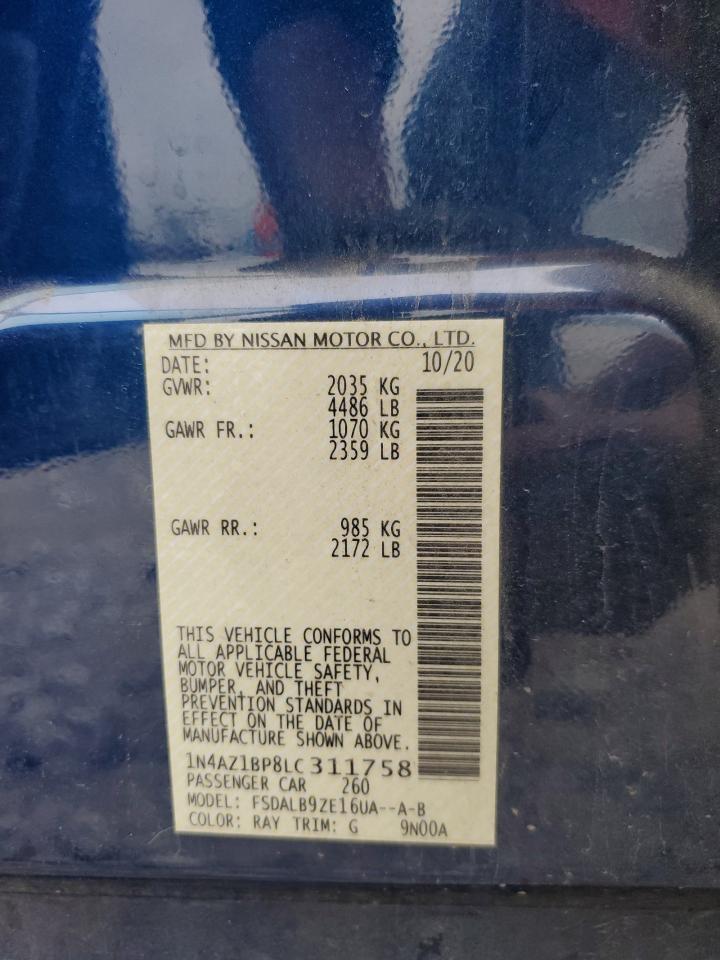 MFD BY NISSAN MOTOR CO., LTD.
DATE: 10/20
GVWR: 2035 KG
4486 LB
GAWR FR.: 1070 KG
2359 LB
GAWR RR.: 985 KG
2172 LB
THIS VEHICLE CONFORMS TO
ALL APPLICABLE FEDERAL
MOTOR VEHICLE SAFETY,
BUMPER, AND THEFT
PREVENTION STANDARDS IN
EFFECT ON THE DATE OF
MANUFACTURE SHOWN ABOVE.
1N4AZ1BP8LC311758
PASSENGER CAR 260
MODEL: FSDALB9ZE16UA--A-B
COLOR: RAY TRIM: G 9N00A